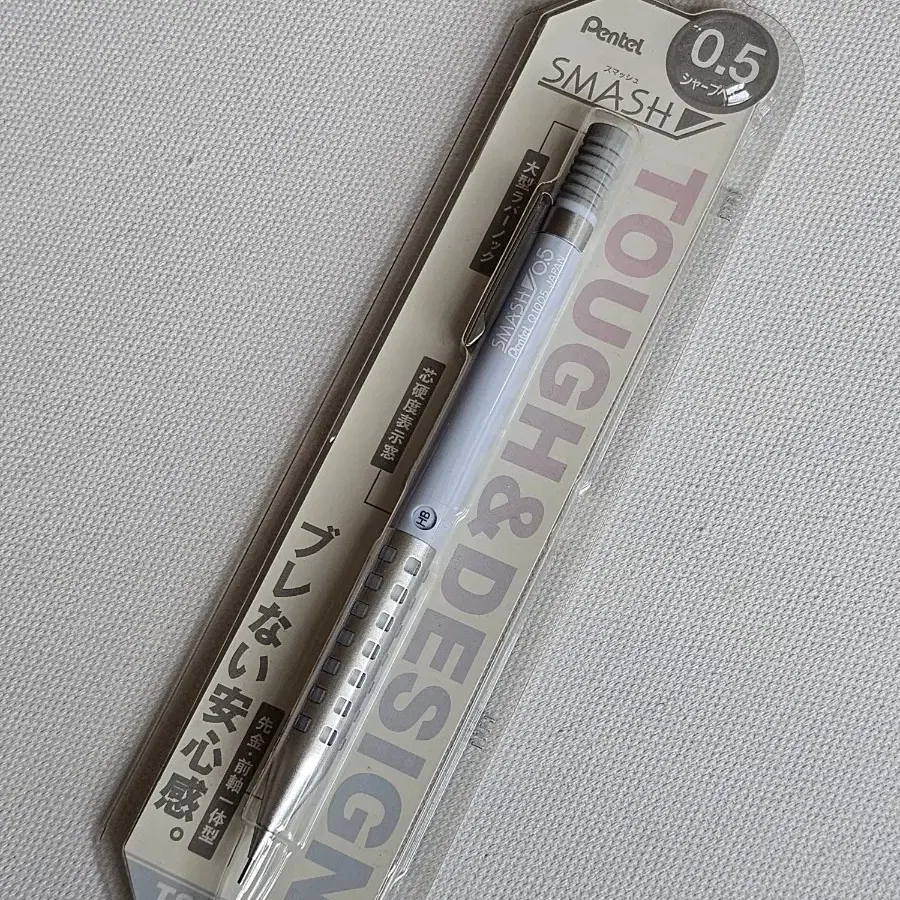 Pentel
スマッシュ
SMASH
0.5
シャープペン
TOUGH&DESIGN
大型ラバーノック
SMASH 0.5
Pentel Q1005 JAPAN
芯硬度表示窓
HB
ブレない安心感。
先金・前軸一体型